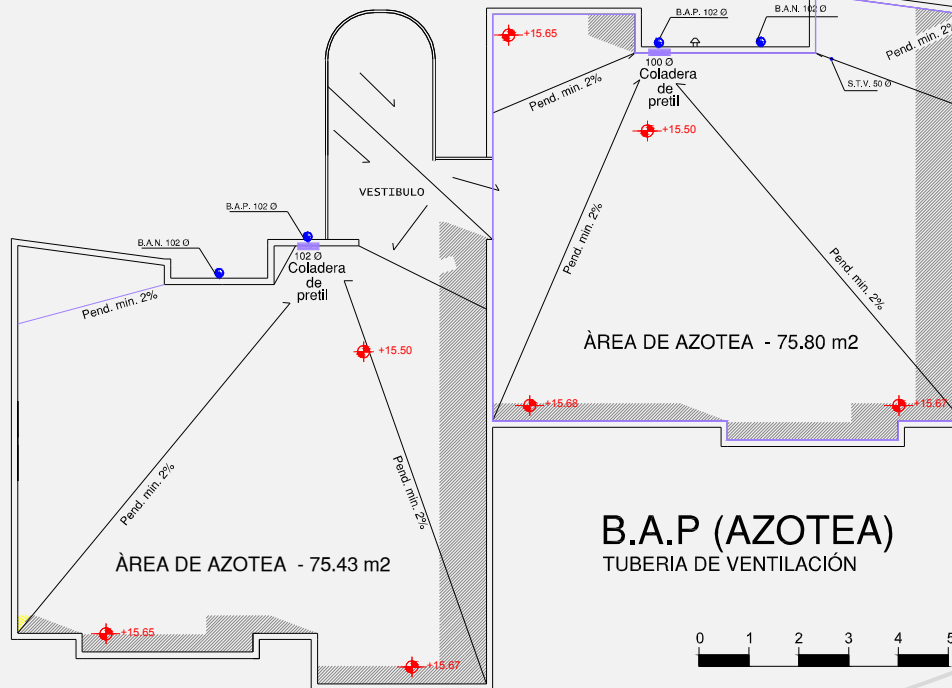 B.A.P. 102 Ø
B.A.N. 102 Ø
+15.65
Pend. min. 2%
100 Ø
Coladera
de
pretil
S.T.V. 50 Ø
Pend. min. 2%
+15.50
VESTIBULO
B.A.P. 102 Ø
B.A.N. 102 Ø
102 Ø
Coladera
de
pretil
Pend. min. 2%
Pend. min. 2%
Pend. min. 2%
+15.50
ÀREA DE AZOTEA - 75.80 m2
+15.68
+15.67
Pend. min. 2%
Pend. min. 2%
ÀREA DE AZOTEA - 75.43 m2
+15.65
+15.67
B.A.P (AZOTEA)
TUBERIA DE VENTILACIÓN
0 1 2 3 4 5